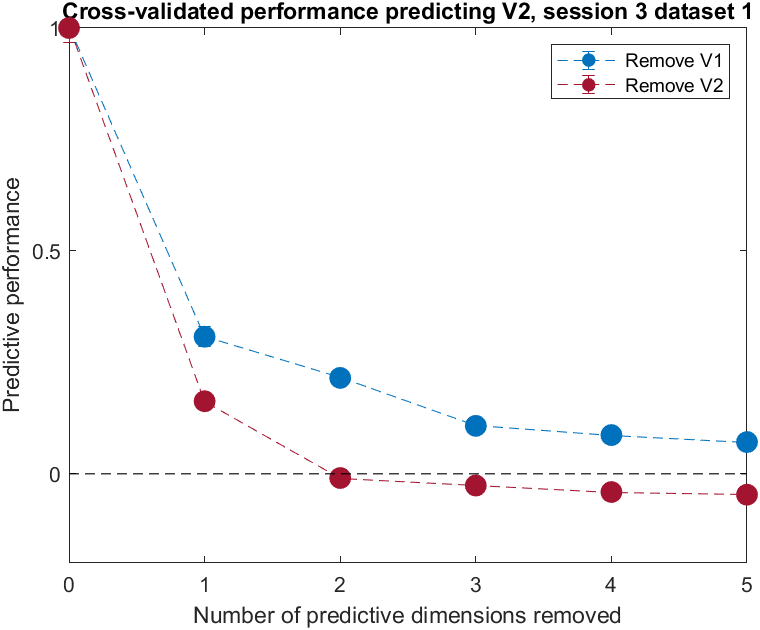 Cross-validated performance predicting V2, session 3 dataset 1
1
0.5
0
Predictive performance
Remove V1
Remove V2
0 1 2 3 4 5
Number of predictive dimensions removed